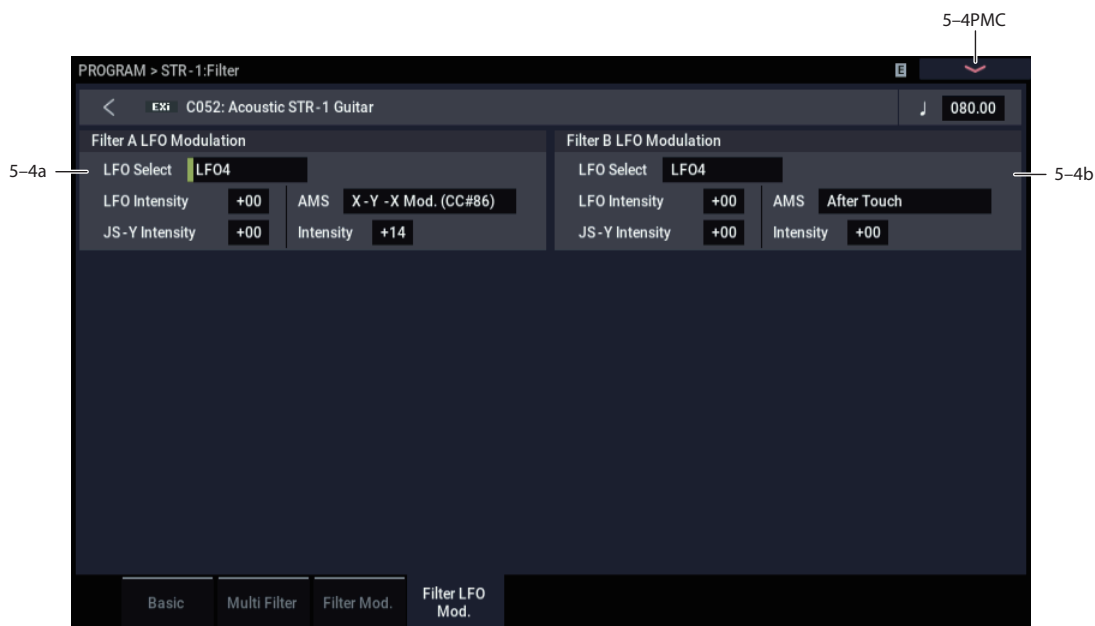 5–4PMC
PROGRAM > STR-1:Filter
E
EXi C052: Acoustic STR-1 Guitar
♩ 080.00
Filter A LFO Modulation
Filter B LFO Modulation
5–4a
LFO Select LFO4
LFO Select LFO4
5–4b
LFO Intensity +00 AMS X-Y -X Mod. (CC#86)
LFO Intensity +00 AMS After Touch
JS-Y Intensity +00 Intensity +14
JS-Y Intensity +00 Intensity +00
Basic
Multi Filter
Filter Mod.
Filter LFO
Mod.